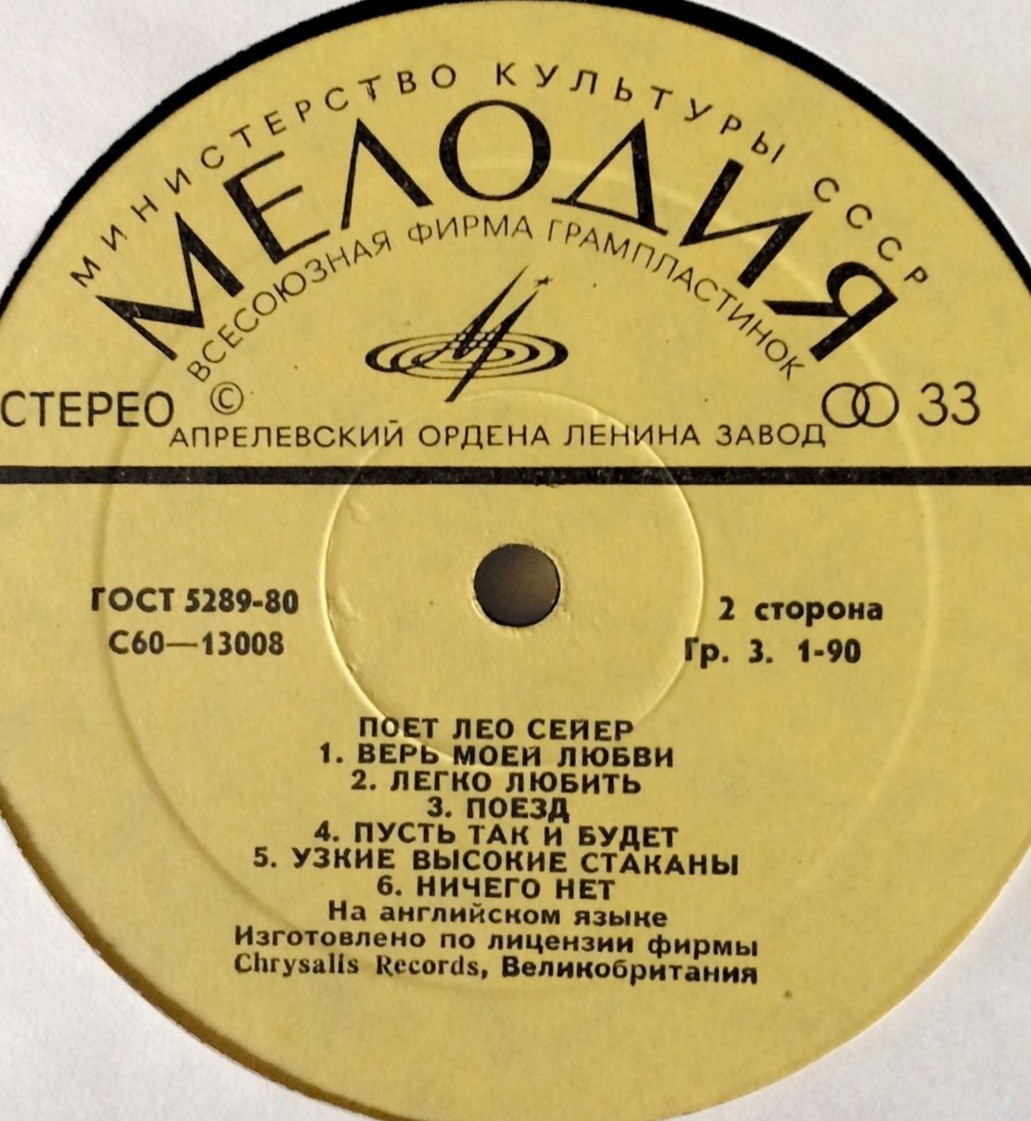 МИНИСТЕРСТВО КУЛЬТУРЫ СССР
МЕЛОДИЯ
ВСЕСОЮЗНАЯ ФИРМА ГРАМПЛАСТИНОК
СТЕРЕО © 33
АПРЕЛЕВСКИЙ ОРДЕНА ЛЕНИНА ЗАВОД
ГОСТ 5289-80 2 сторона
С60—13008 Гр. 3. 1-90
ПОЕТ ЛЕО СЕЙЕР
1. ВЕРЬ МОЕЙ ЛЮБВИ
2. ЛЕГКО ЛЮБИТЬ
3. ПОЕЗД
4. ПУСТЬ ТАК И БУДЕТ
5. УЗКИЕ ВЫСОКИЕ СТАКАНЫ
6. НИЧЕГО НЕТ
На английском языке
Изготовлено по лицензии фирмы
Chrysalis Records, Великобритания